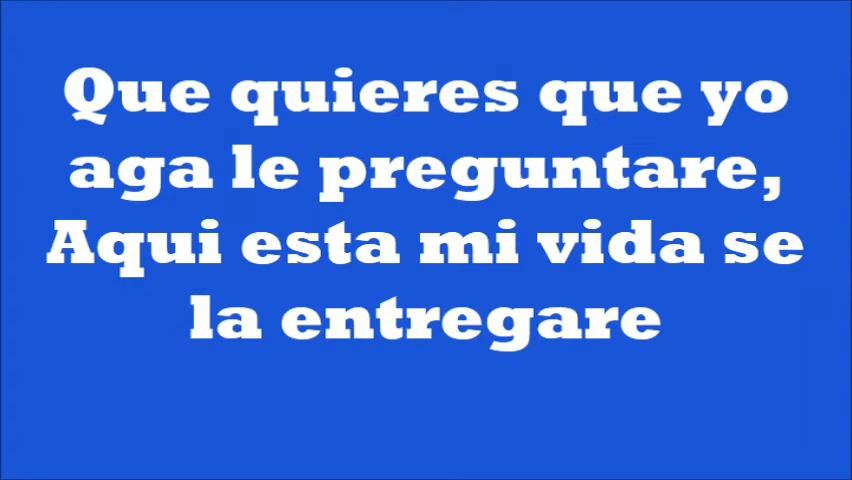 Que quieres que yo
aga le preguntare,
Aqui esta mi vida se
la entregare